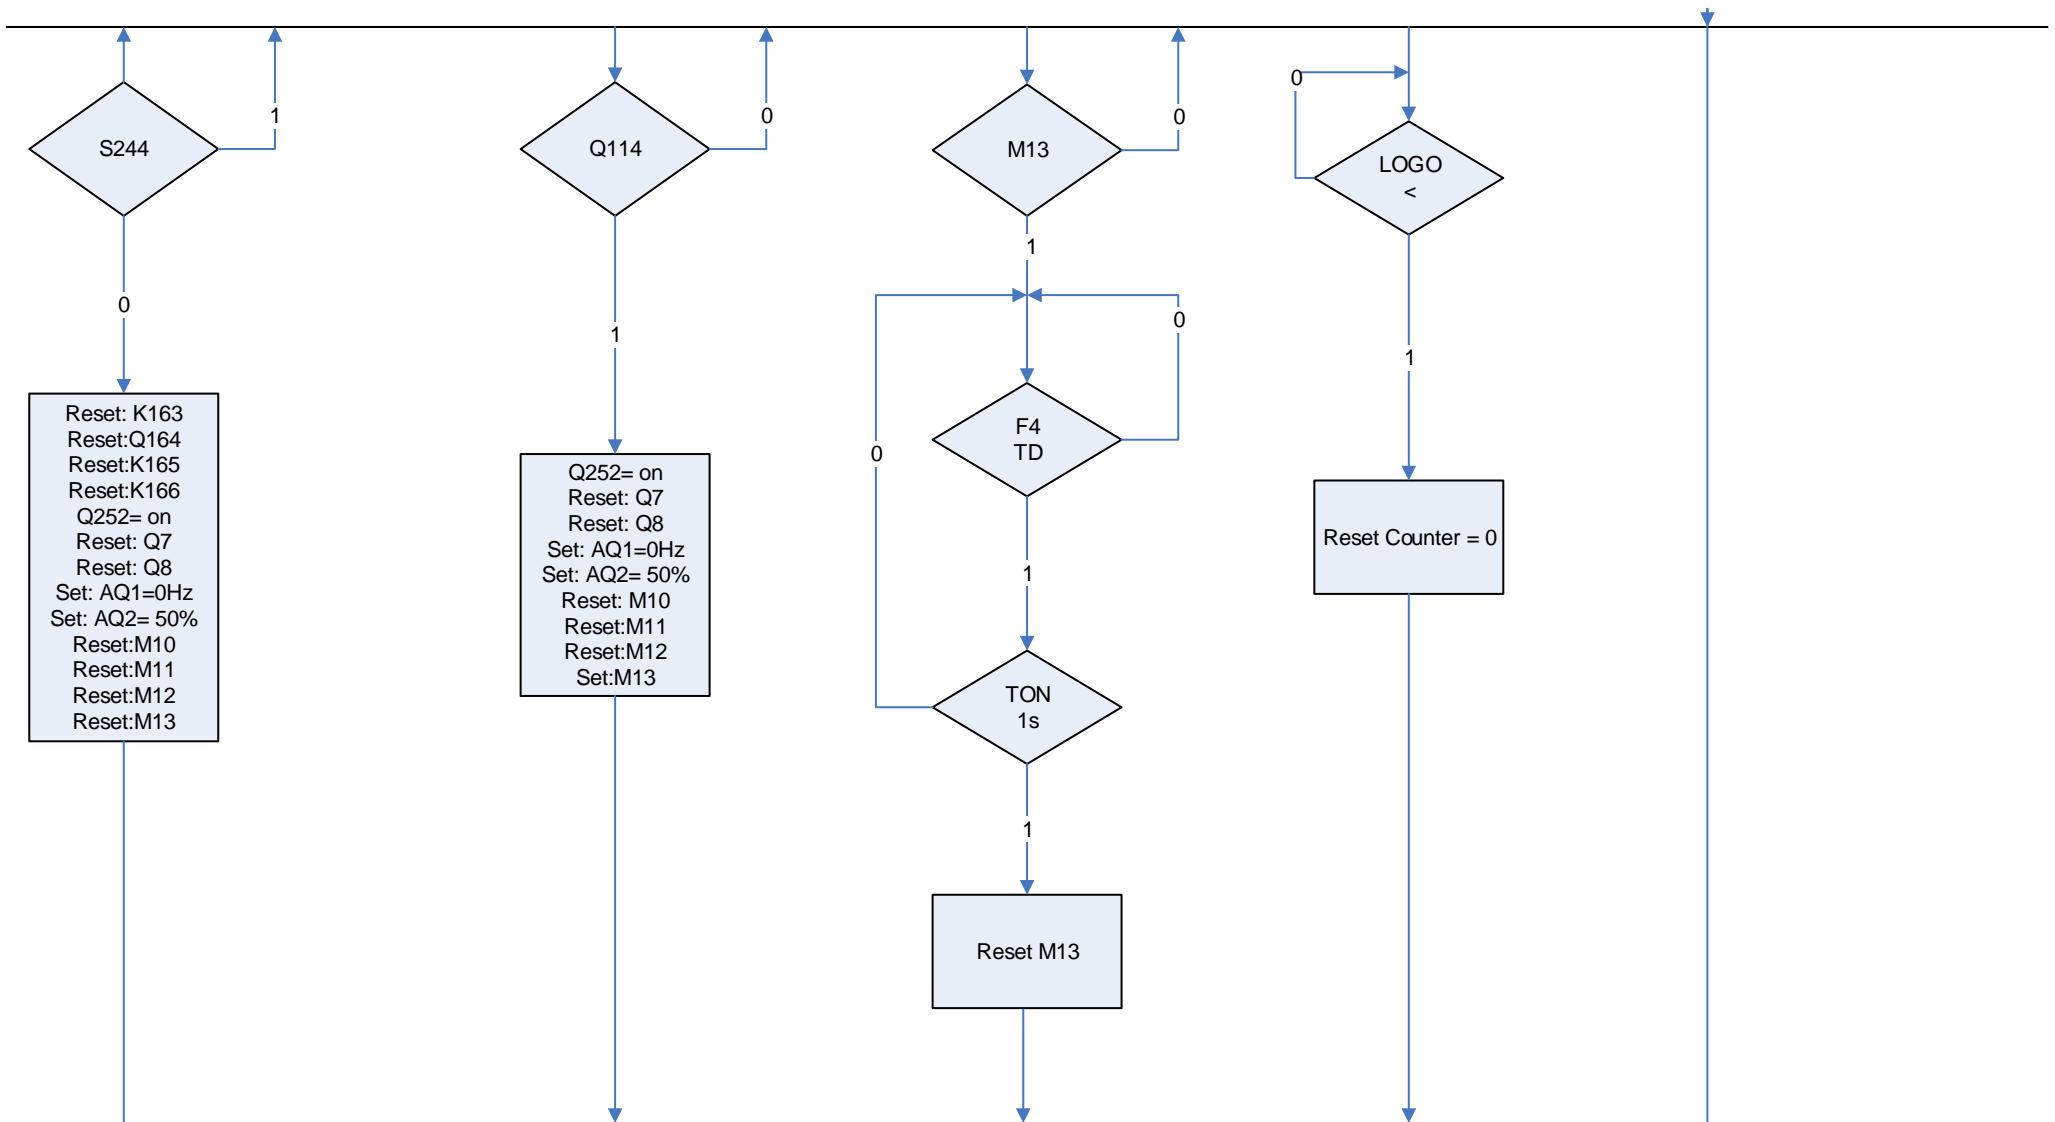 S244
1
0
Reset: K163
Reset:Q164
Reset:K165
Reset:K166
Q252= on
Reset: Q7
Reset: Q8
Set: AQ1=0Hz
Set: AQ2= 50%
Reset:M10
Reset:M11
Reset:M12
Reset:M13
Q114
0
1
Q252= on
Reset: Q7
Reset: Q8
Set: AQ1=0Hz
Set: AQ2= 50%
Reset: M10
Reset:M11
Reset:M12
Set:M13
M13
0
1
0
F4
TD
0
1
TON
1s
1
Reset M13
0
LOGO
<
1
Reset Counter = 0